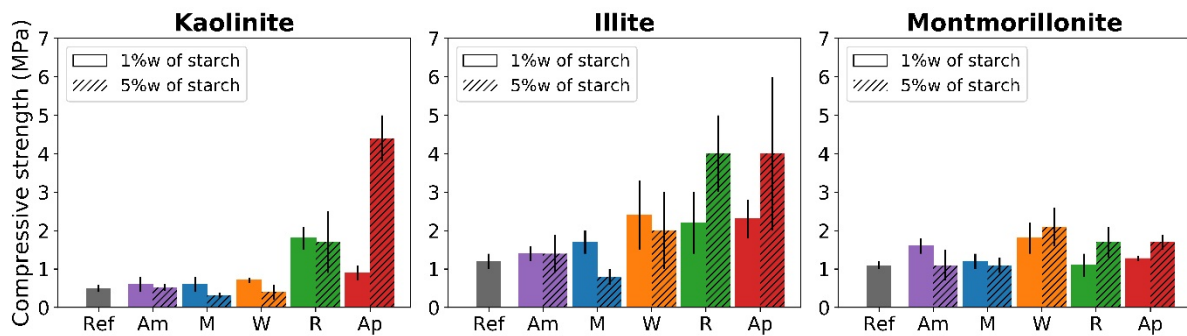 Kaolinite
Compressive strength (MPa)
7
6
5
4
3
2
1
0
1%w of starch
5%w of starch
Ref Am M W R Ap
Illite
7
6
5
4
3
2
1
0
1%w of starch
5%w of starch
Ref Am M W R Ap
Montmorillonite
7
6
5
4
3
2
1
0
1%w of starch
5%w of starch
Ref Am M W R Ap